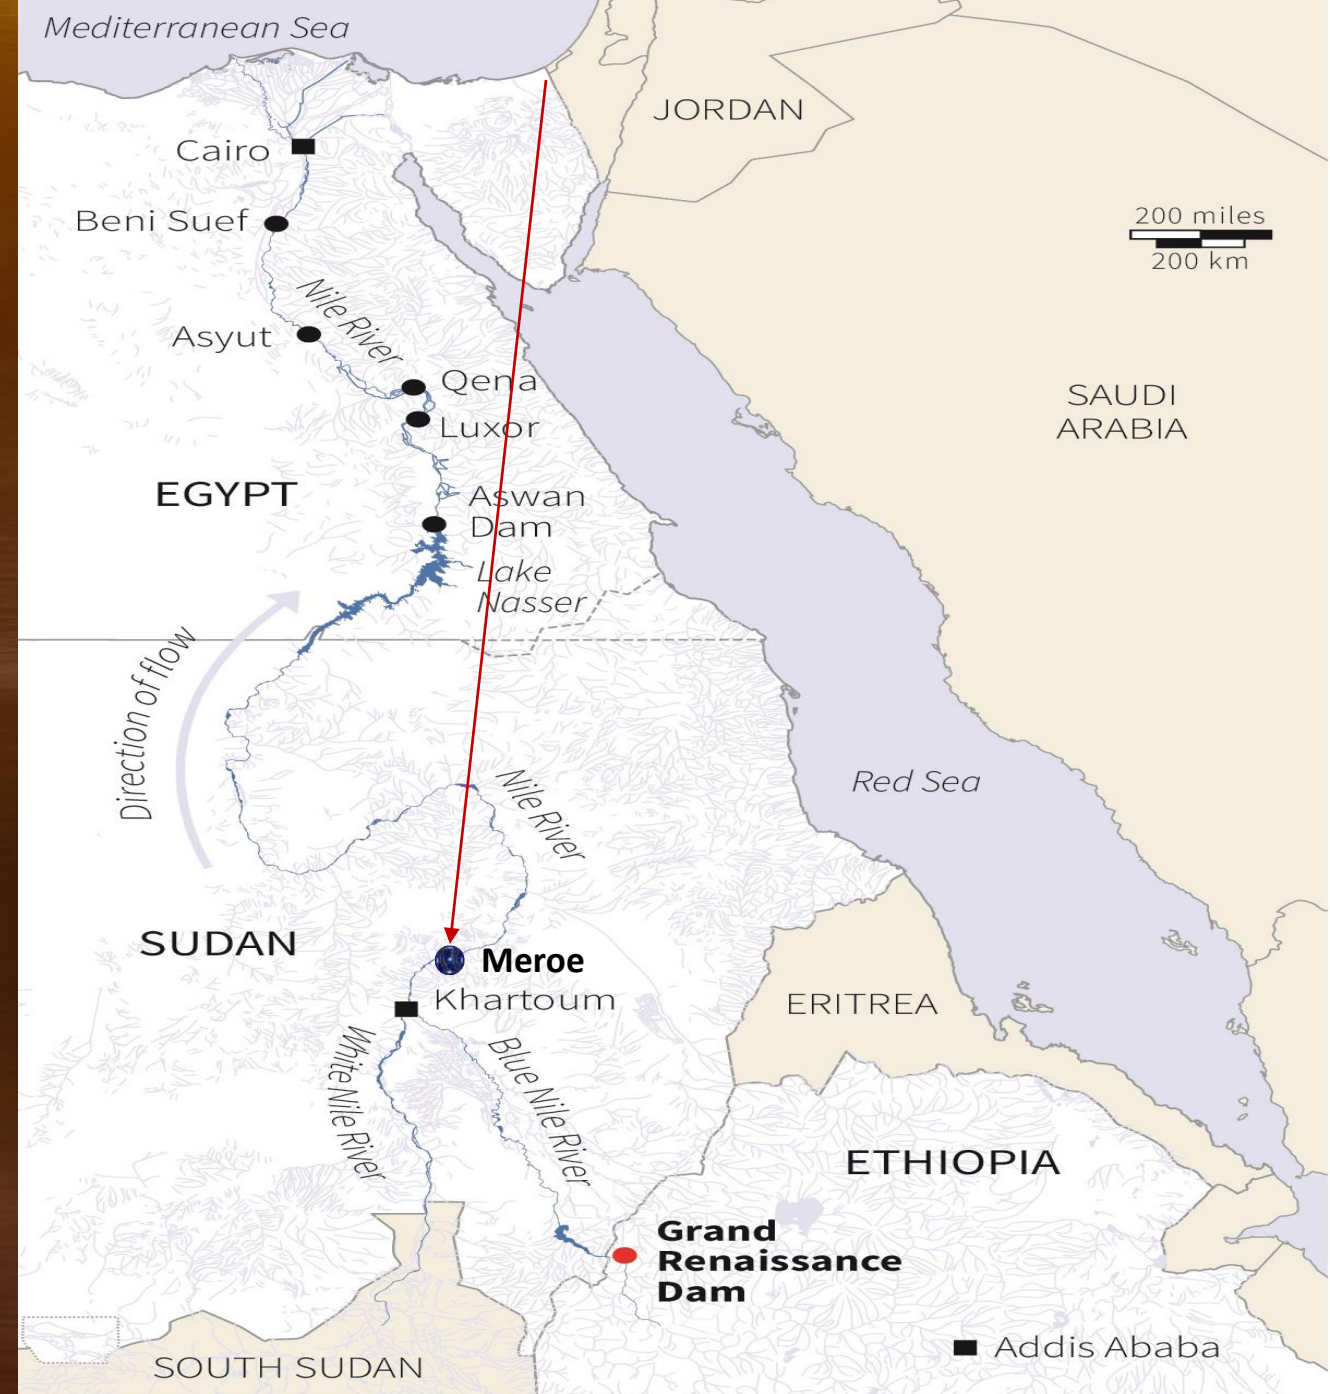 Mediterranean Sea
JORDAN
Cairo
Beni Suef
200 miles
200 km
Nile River
Asyut
Qena
SAUDI
ARABIA
Luxor
EGYPT
Aswan
Dam
Lake
Nasser
Direction of flow
Nile River
Red Sea
SUDAN
Meroe
Khartoum
ERITREA
White Nile River
Blue Nile River
ETHIOPIA
Grand
Renaissance
Dam
Addis Ababa
SOUTH SUDAN